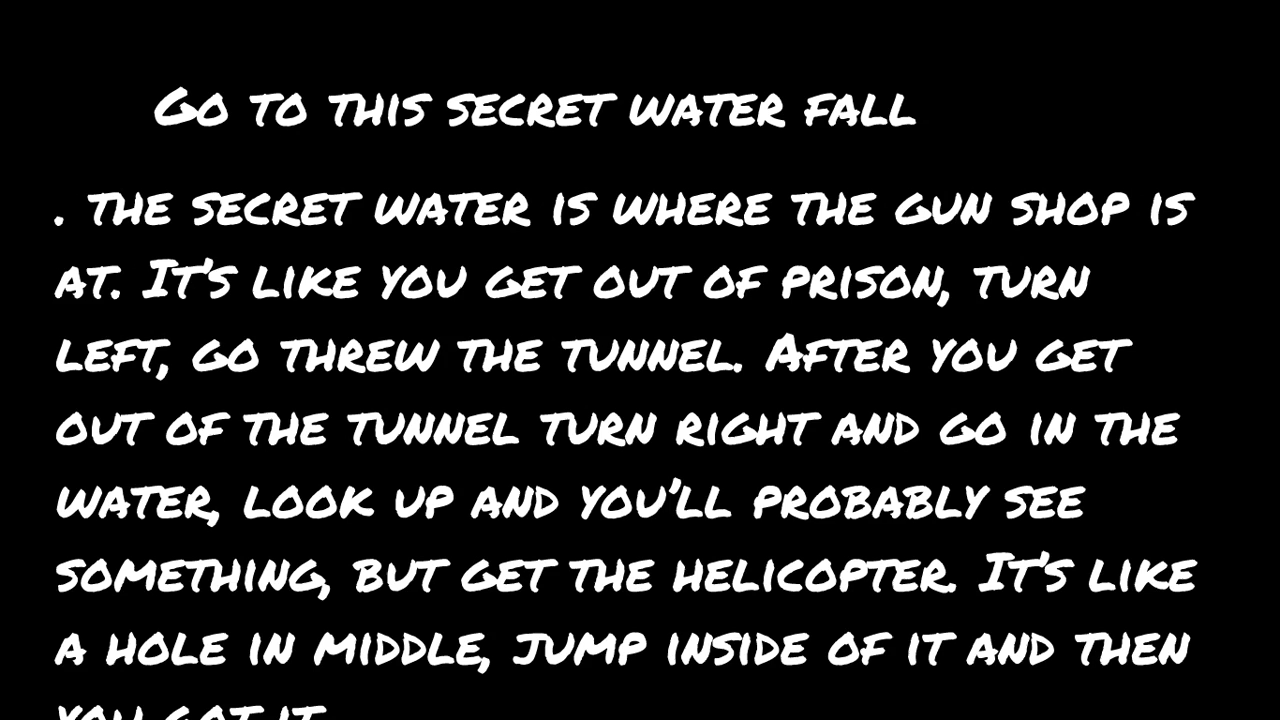 Go to this secret water fall
. the secret water is where the gun shop is
at. It's like you get out of prison, turn
left, go threw the tunnel. After you get
out of the tunnel turn right and go in the
water, look up and you'll probably see
something, but get the helicopter. It's like
a hole in middle, jump inside of it and then
you got it